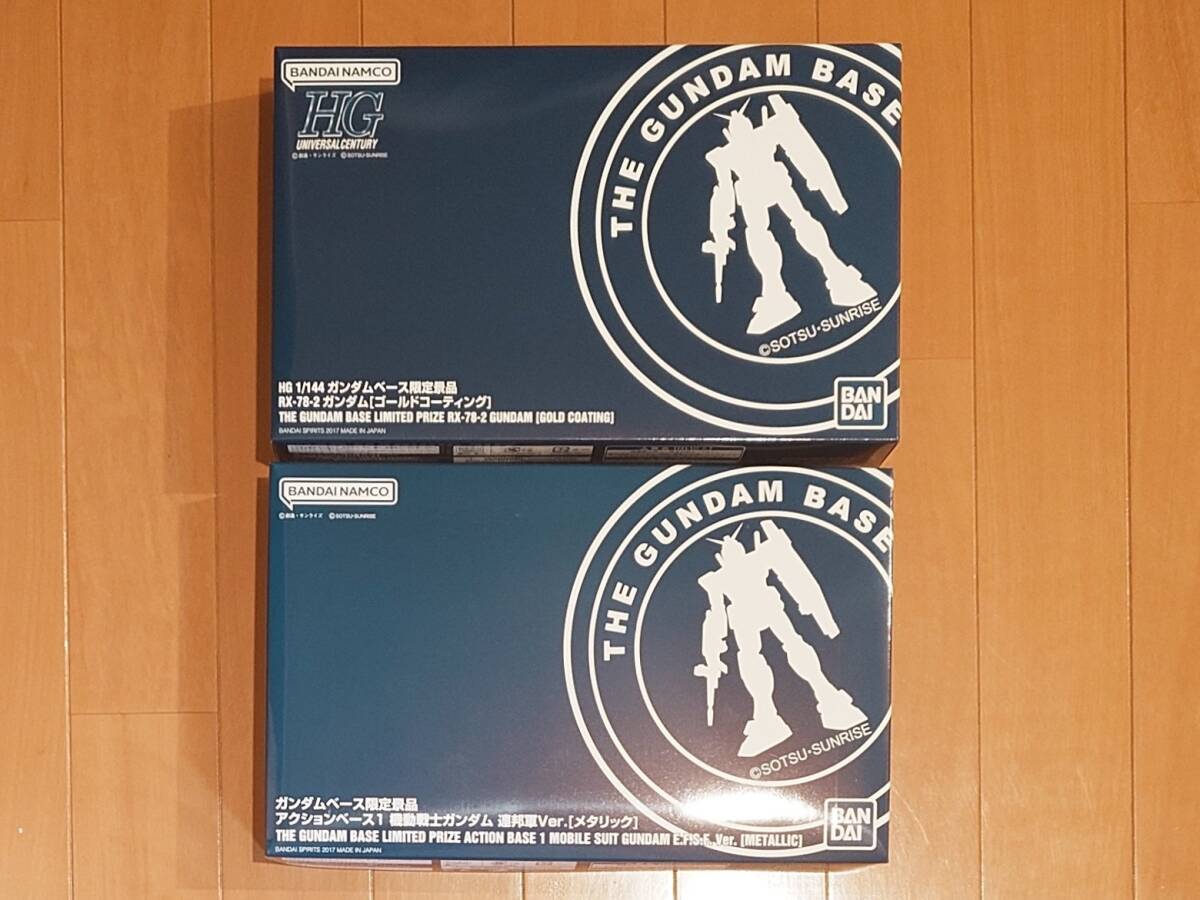 BANDAI NAMCO
HG
UNIVERSAL CENTURY
©創通・サンライズ ©SOTSU・SUNRISE
THE GUNDAM BASE
©SOTSU・SUNRISE
HG 1/144 ガンダムベース限定景品
RX-78-2 ガンダム[ゴールドコーティング]
THE GUNDAM BASE LIMITED PRIZE RX-78-2 GUNDAM [GOLD COATING]
BANDAI SPIRITS 2017 MADE IN JAPAN
BAN
DAI
BANDAI NAMCO
©創通・サンライズ ©SOTSU・SUNRISE
THE GUNDAM BASE
©SOTSU・SUNRISE
ガンダムベース限定景品
アクションベース1 機動戦士ガンダム 連邦軍Ver.[メタリック]
THE GUNDAM BASE LIMITED PRIZE ACTION BASE 1 MOBILE SUIT GUNDAM E.F.S.F. Ver. [METALLIC]
BANDAI SPIRITS 2017 MADE IN JAPAN
BAN
DAI